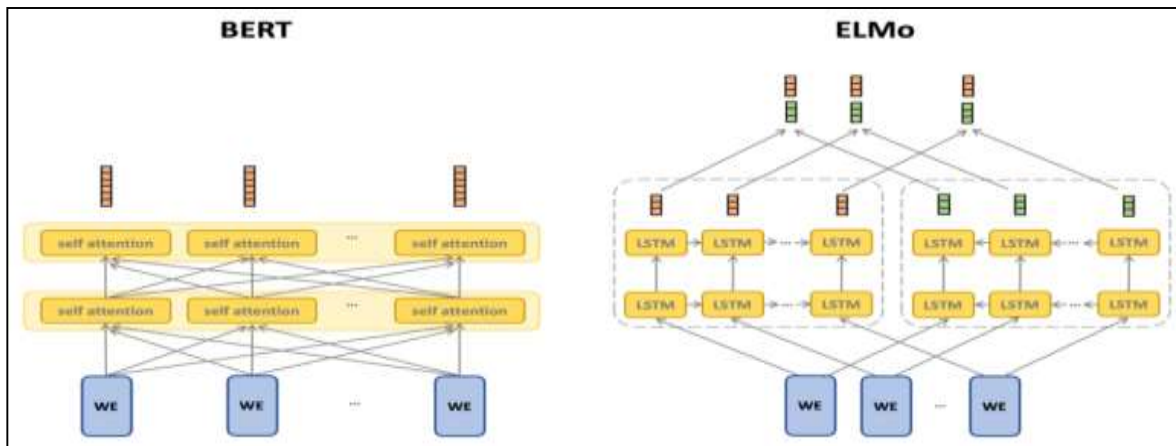 BERT ELMo
self attention self attention ... self attention
LSTM LSTM ... LSTM LSTM LSTM ... LSTM
self attention self attention ... self attention
LSTM LSTM ... LSTM LSTM LSTM ... LSTM
WE WE ... WE WE WE ... WE